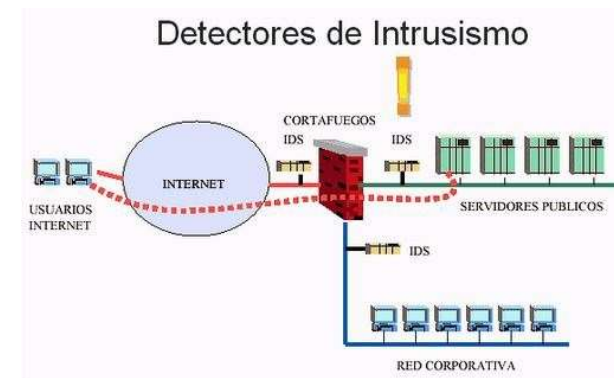 Detectores de Intrusismo
CORTAFUEGOS
IDS
IDS
INTERNET
USUARIOS
INTERNET
SERVIDORES PUBLICOS
IDS
RED CORPORATIVA